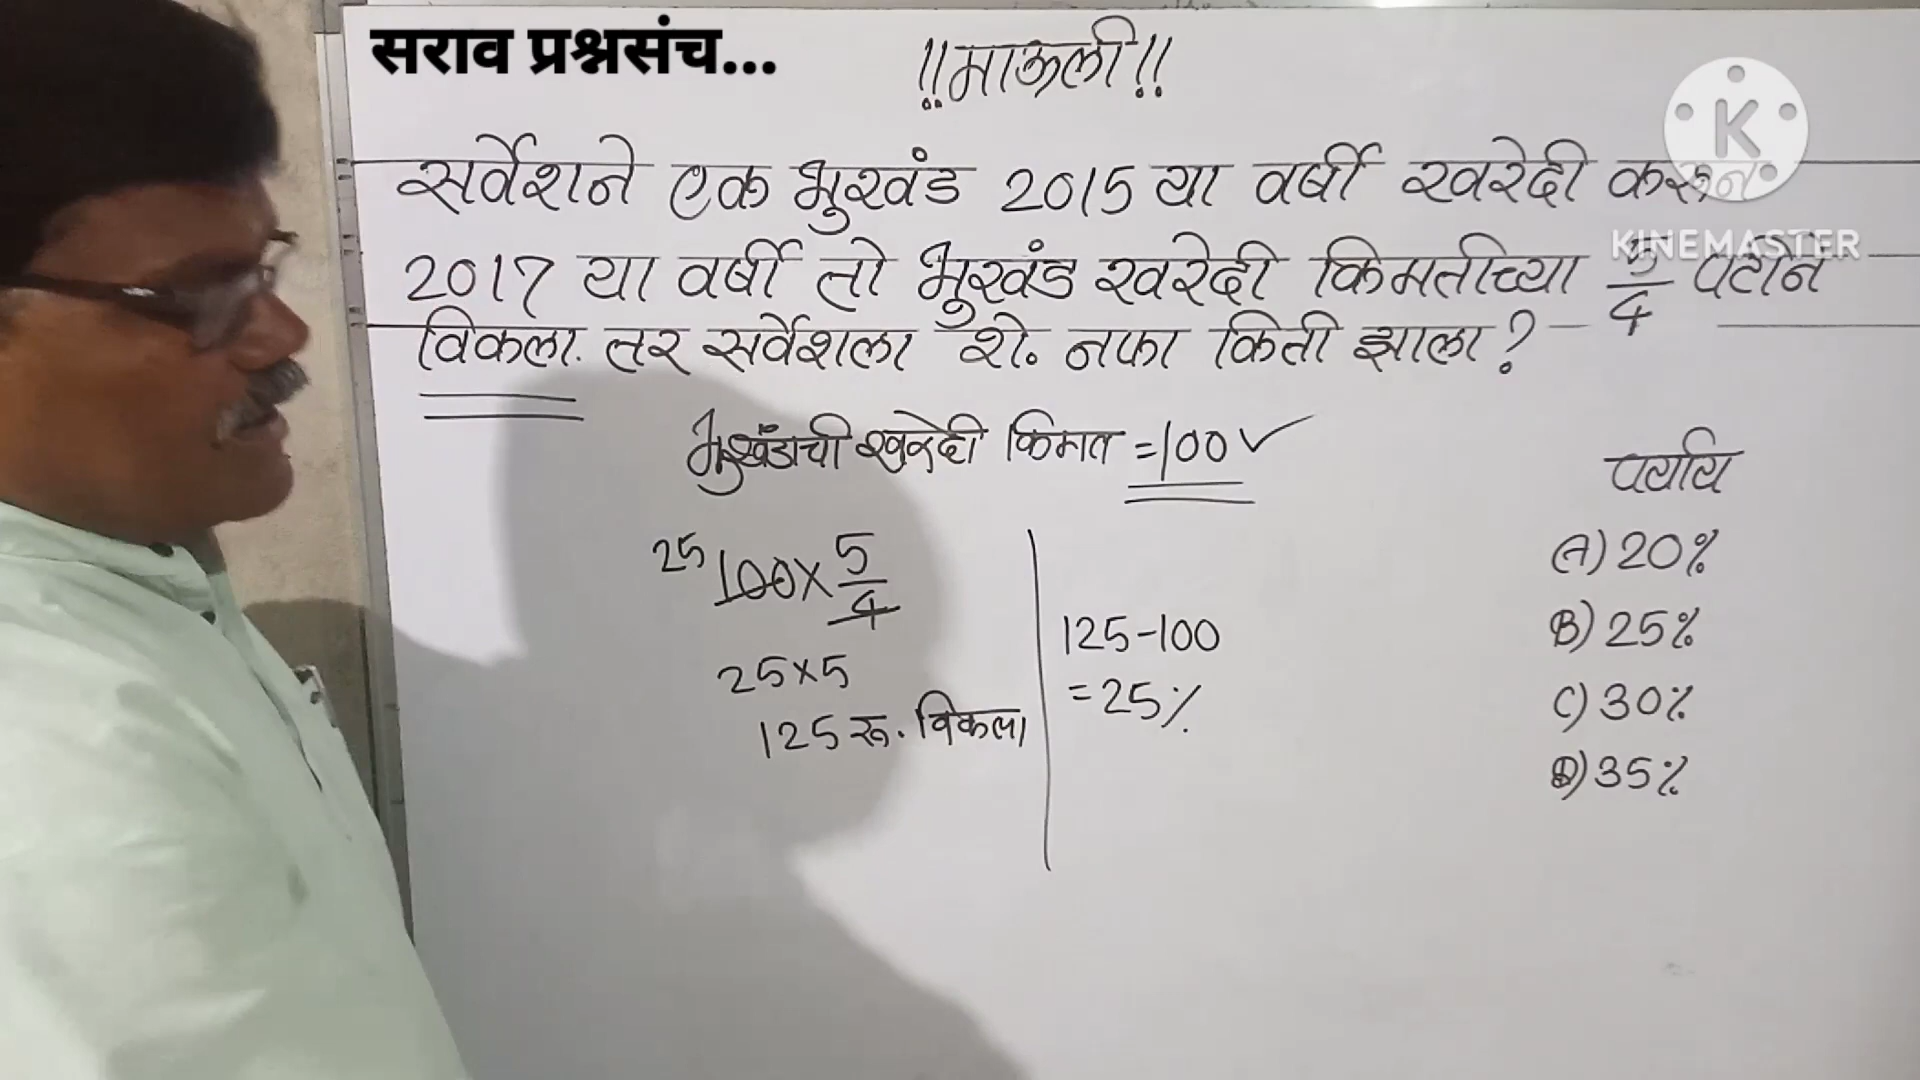 सराव प्रश्नसंच...
!!माऊली!!
सर्वेशने एक भुखंड 2015 या वर्षी खरेदी करून
K
KINEMASTER
2017 या वर्षी तो भुखंड खरेदी किमतीच्या 5/4 पटीने
विकला. तर सर्वेशला शे. नफा किती झाला?
भुखंडाची खरेदी किमत =100 ✓
25 100×5/4
25×5
125 रू. विकला
125-100
=25%
पर्याय
(A) 20%
B) 25%
C) 30%
D) 35%